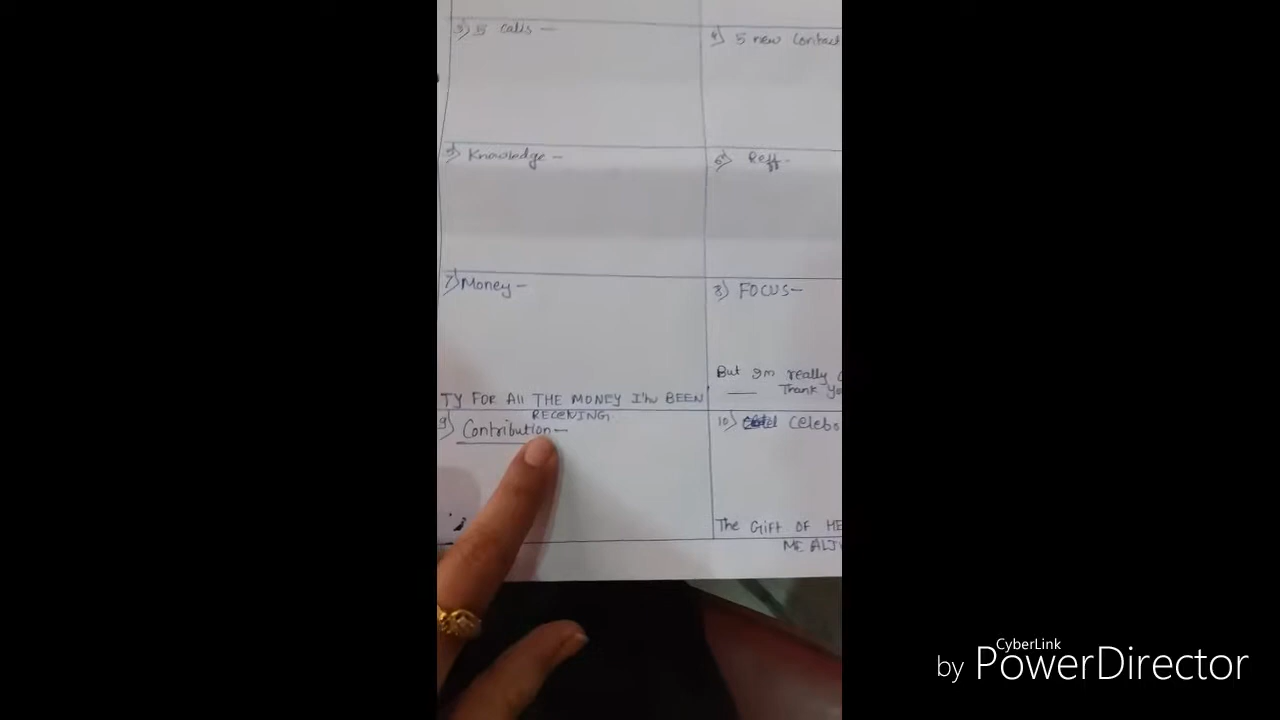 3) 5 calls -
4) 5 new Contact
5) Knowledge -
6) Reff -
7) Money -
8) FOCUS -
But I'm really
Thank yo
TY FOR All THE MONEY I'hv BEEN
RECEIVING
9) Contribution -
10) celeb
The GiFT OF HE
ME ALI
CyberLink
by PowerDirector